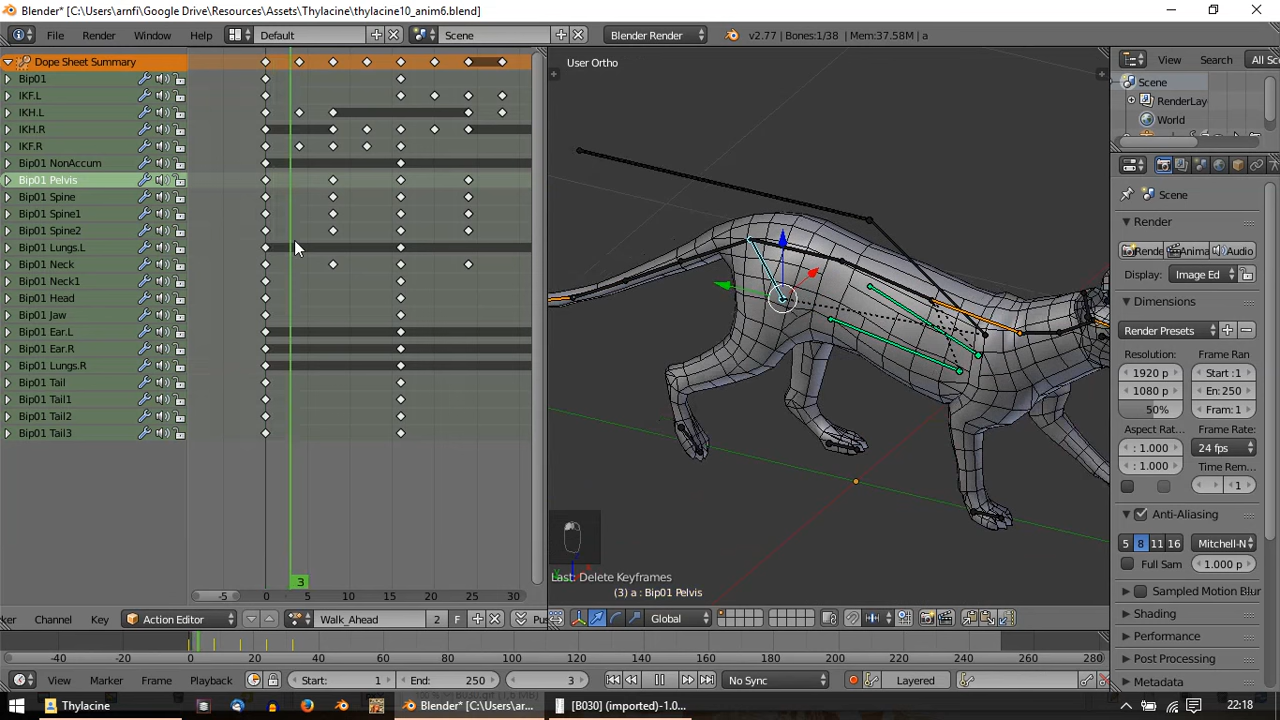 Blender* [C:\Users\arnfi\Google Drive\Resources\Assets\Thylacine\thylacine10_anim6.blend]
File Render Window Help Default Scene Blender Render v2.77 | Bones:1/38 | Mem:37.58M | a
Dope Sheet Summary
Bip01
IKF.L
IKH.L
IKH.R
IKF.R
Bip01 NonAccum
Bip01 Pelvis
Bip01 Spine
Bip01 Spine1
Bip01 Spine2
Bip01 Lungs.L
Bip01 Neck
Bip01 Neck1
Bip01 Head
Bip01 Jaw
Bip01 Ear.L
Bip01 Ear.R
Bip01 Lungs.R
Bip01 Tail
Bip01 Tail1
Bip01 Tail2
Bip01 Tail3
3
-5 0 5 10 15 20 25 30
ker Channel Key Action Editor Walk_Ahead 2 F Pus
User Ortho
Last: Delete Keyframes
(3) a : Bip01 Pelvis
Global
View Search All Sc
Scene
RenderLay
World
Scene
Render
Rende Anima Audio
Display: Image Ed
Dimensions
Render Presets
Resolution: Frame Ran
1920 p Start :1
1080 p En: 250
50% Fram: 1
Aspect Rat Frame Rate:
: 1.000 24 fps
: 1.000 Time Rem
1
Anti-Aliasing
5 8 11 16 Mitchell-N
Full Sam : 1.000 p
Sampled Motion Blur
Shading
Performance
Post Processing
Metadata
-40 -20 0 20 40 60 80 100 120 140 160 180 200 220 240 260 280
View Marker Frame Playback Start: 1 End: 250 3 No Sync Layered
Thylacine Blender* [C:\Users\ar... [B030] (imported)-1.0... 22:18